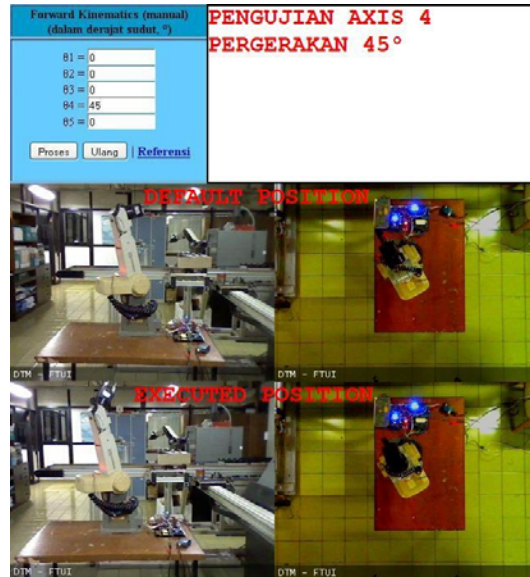 Forward Kinematics (manual)
(dalam derajat sudut, °)
θ1 = 0
θ2 = 0
θ3 = 0
θ4 = 45
θ5 = 0
Proses Ulang | Referensi
PENGUJIAN AXIS 4
PERGERAKAN 45°
DEFAULT POSITION
DTM - FTUI
DTM - FTUI
EXECUTED POSITION
DTM - FTUI
DTM - FTUI